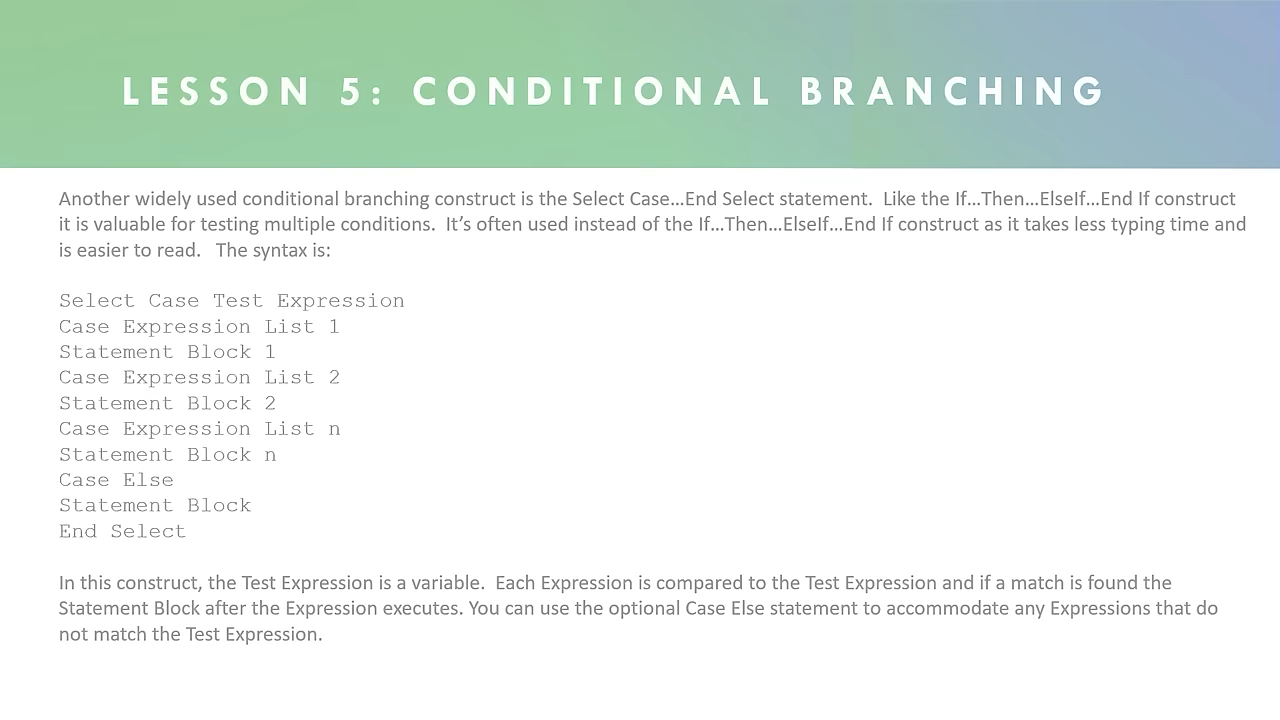 LESSON 5: CONDITIONAL BRANCHING
Another widely used conditional branching construct is the Select Case…End Select statement.  Like the If…Then…ElseIf…End If construct
it is valuable for testing multiple conditions.  It’s often used instead of the If…Then…ElseIf…End If construct as it takes less typing time and
is easier to read.   The syntax is:
Select Case Test Expression
Case Expression List 1
Statement Block 1
Case Expression List 2
Statement Block 2
Case Expression List n
Statement Block n
Case Else
Statement Block
End Select
In this construct, the Test Expression is a variable.  Each Expression is compared to the Test Expression and if a match is found the
Statement Block after the Expression executes. You can use the optional Case Else statement to accommodate any Expressions that do
not match the Test Expression.